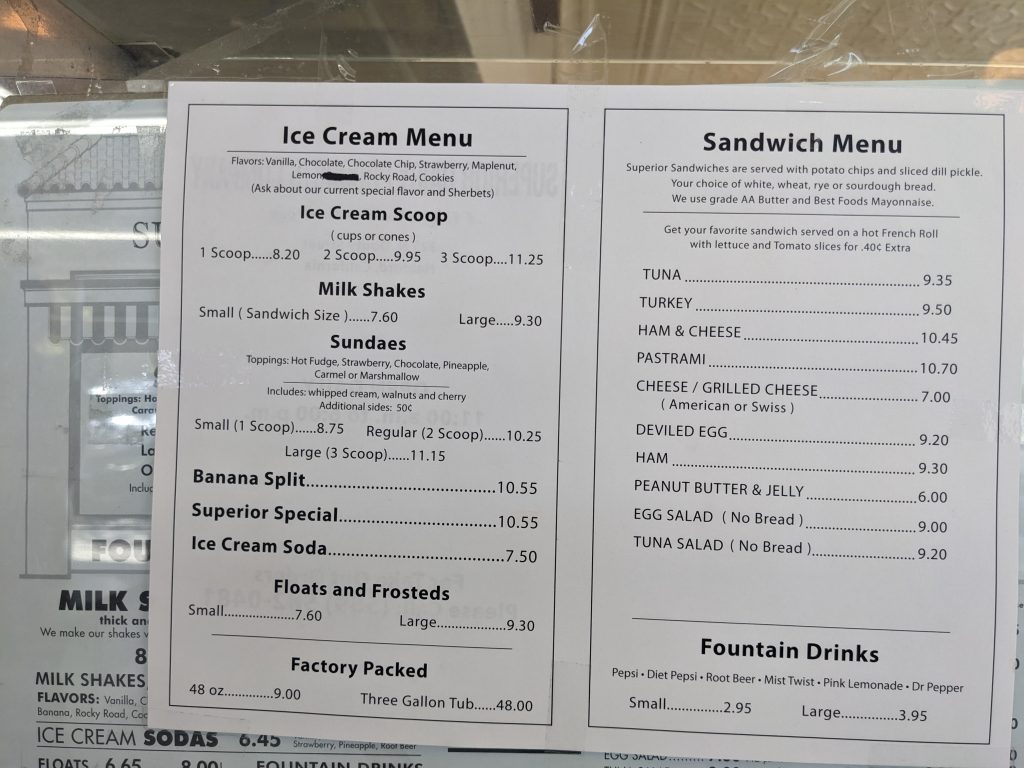 Ice Cream Menu
Flavors: Vanilla, Chocolate, Chocolate Chip, Strawberry, Maplenut,
Lemon, Rocky Road, Cookies
(Ask about our current special flavor and Sherbets)
Ice Cream Scoop
( cups or cones )
1 Scoop......8.20 2 Scoop.....9.95 3 Scoop....11.25
Milk Shakes
Small ( Sandwich Size )......7.60 Large....9.30
Sundaes
Toppings: Hot Fudge, Strawberry, Chocolate, Pineapple,
Carmel or Marshmallow
Includes: whipped cream, walnuts and cherry
Additional sides: 50¢
Small (1 Scoop)......8.75 Regular (2 Scoop).....10.25
Large (3 Scoop)......11.15
Banana Split..........10.55
Superior Special..........10.55
Ice Cream Soda..........7.50
Floats and Frosteds
Small....................7.60 Large....................9.30
Factory Packed
48 oz..............9.00 Three Gallon Tub......48.00
Sandwich Menu
Superior Sandwiches are served with potato chips and sliced dill pickle.
Your choice of white, wheat, rye or sourdough bread.
We use grade AA Butter and Best Foods Mayonnaise.
Get your favorite sandwich served on a hot French Roll
with lettuce and Tomato slices for .40¢ Extra
TUNA..........9.35
TURKEY..........9.50
HAM & CHEESE..........10.45
PASTRAMI..........10.70
CHEESE / GRILLED CHEESE..........7.00
( American or Swiss )
DEVILED EGG..........9.20
HAM..........9.30
PEANUT BUTTER & JELLY..........6.00
EGG SALAD ( No Bread )..........9.00
TUNA SALAD ( No Bread )..........9.20
Fountain Drinks
Pepsi • Diet Pepsi • Root Beer • Mist Twist • Pink Lemonade • Dr Pepper
Small..............2.95 Large...............3.95
Toppings:
FOU
MILK S
thick an
We make our shakes
8
MILK SHAKES,
FLAVORS: Vanilla, C
Banana, Rocky Road, Coc
ICE CREAM SODAS 6.45
Strawberry, Pineapple, Root Beer
FLOATS 6.65 8.00 FOUNTAIN DRINKS
EGG SALAD